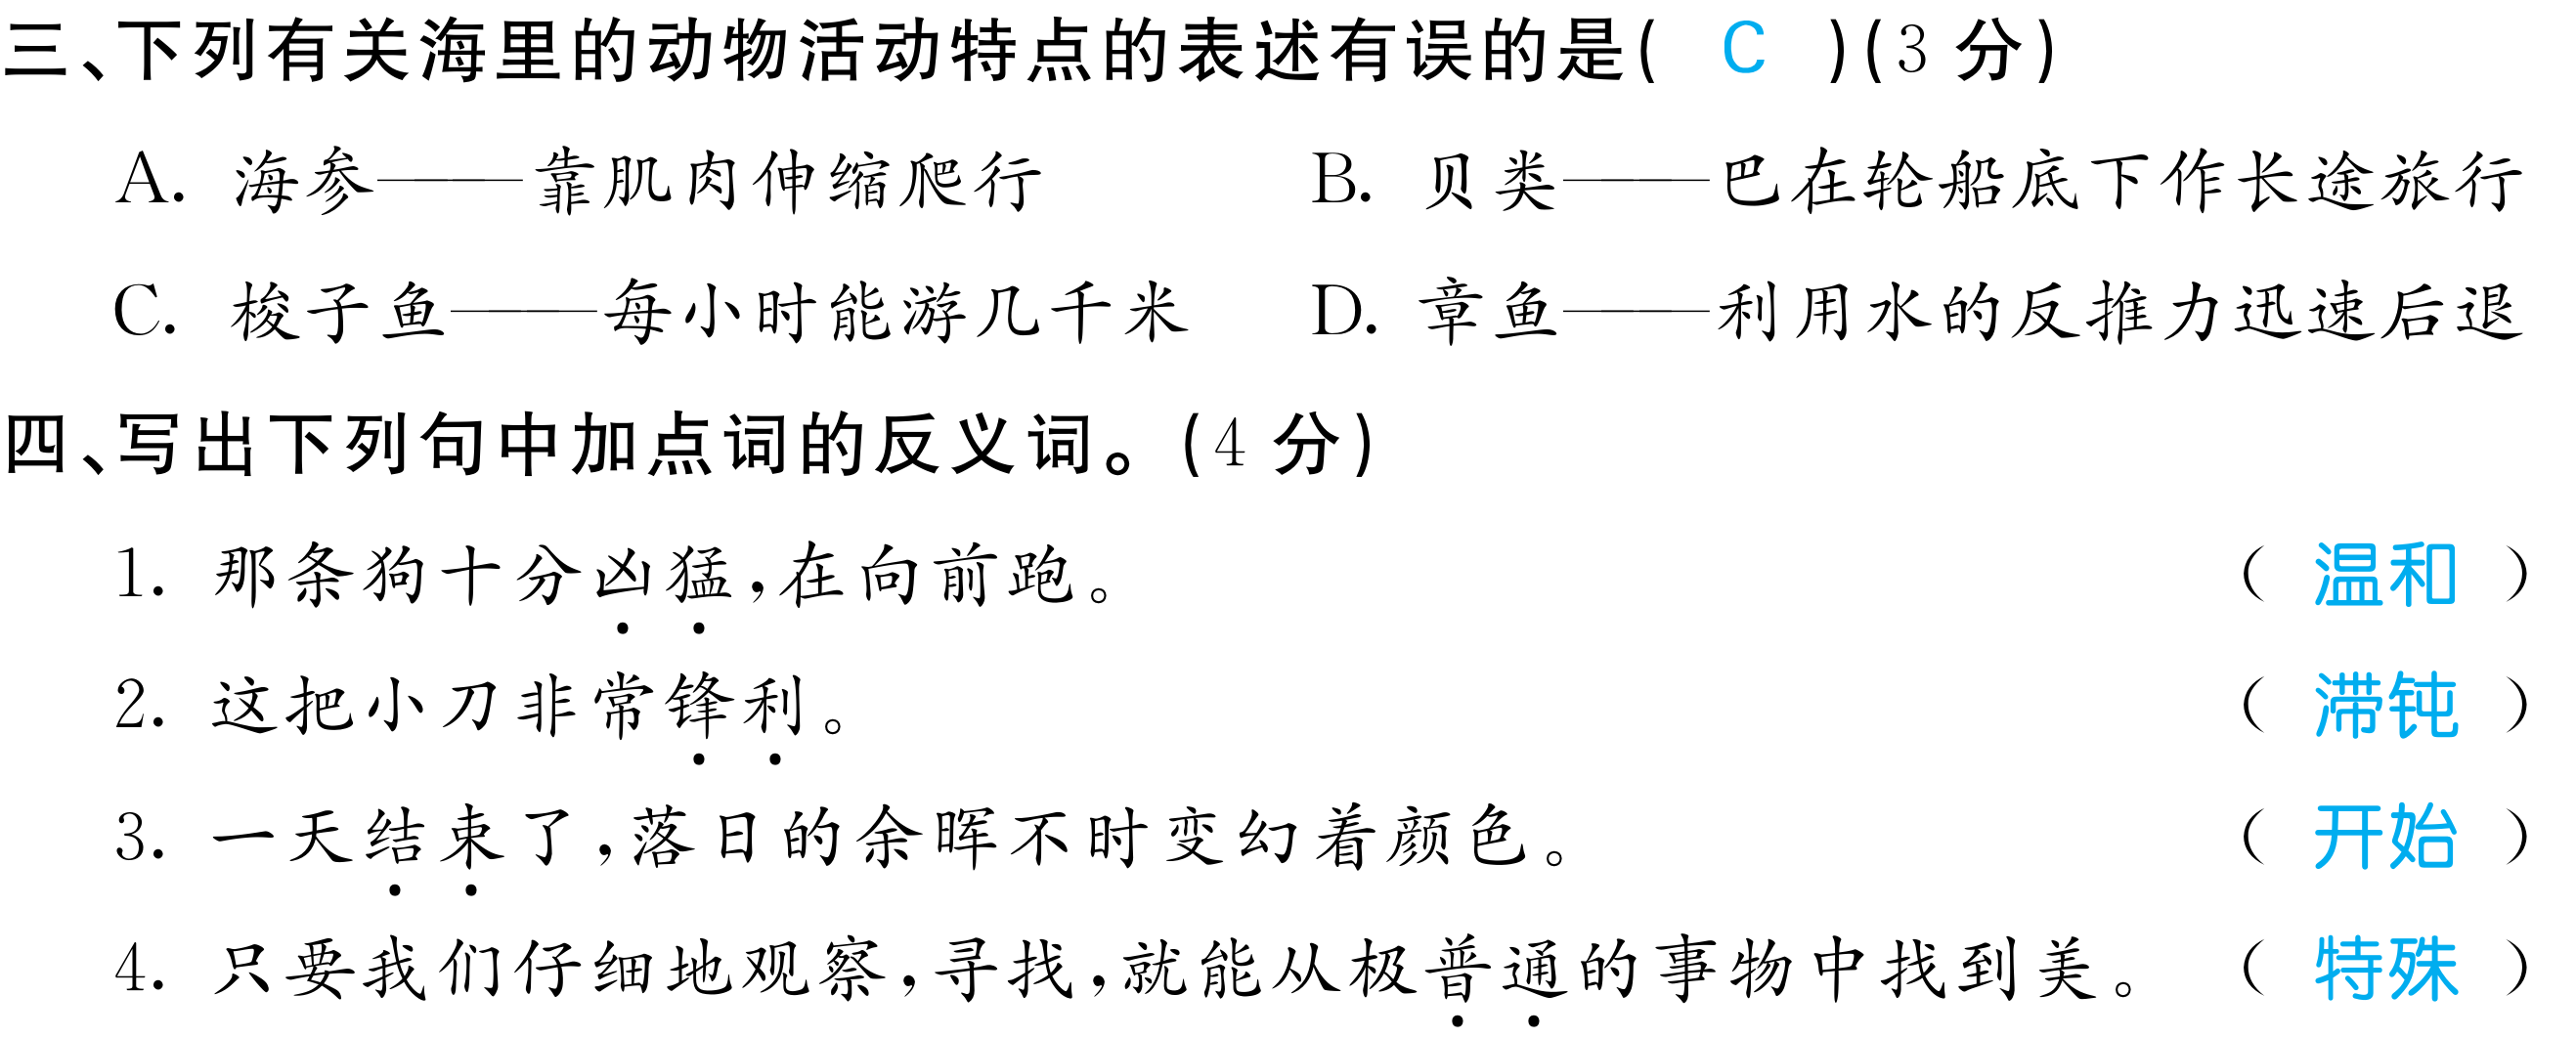 三、下列有关海里的动物活动特点的表述有误的是( C )(3 分)
A. 海参——靠肌肉伸缩爬行 B. 贝类——巴在轮船底下作长途旅行
C. 梭子鱼——每小时能游几千米 D. 章鱼——利用水的反推力迅速后退
四、写出下列句中加点词的反义词。(4 分)
1. 那条狗十分凶猛,在向前跑。 ( 温和 )
2. 这把小刀非常锋利。 ( 滞钝 )
3. 一天结束了,落日的余晖不时变幻着颜色。 ( 开始 )
4. 只要我们仔细地观察,寻找,就能从极普通的事物中找到美。 ( 特殊 )